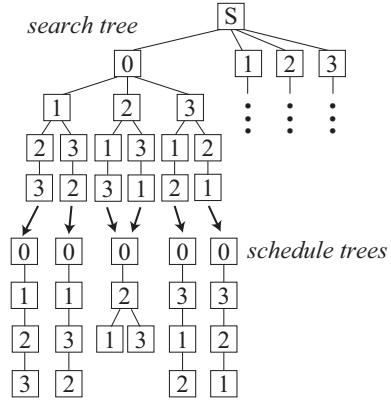 S
search tree
0 1 2 3
1 2 3
2 3 1 3 1 2
3 2 3 1 2 1
0 0 0 0 0 schedule trees
1 1 2 3 3
2 3 1 3 1 2
3 2 2 1